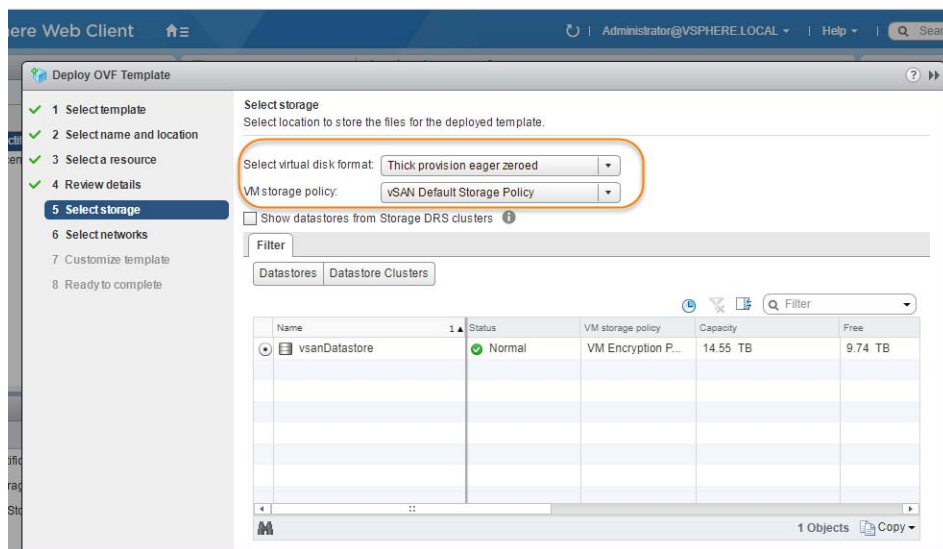 ere Web Client
Administrator@VSPHERE.LOCAL
Help
Sear
Deploy OVF Template
1 Select template
2 Select name and location
3 Select a resource
4 Review details
5 Select storage
6 Select networks
7 Customize template
8 Ready to complete
Select storage
Select location to store the files for the deployed template.
Select virtual disk format: Thick provision eager zeroed
VM storage policy: vSAN Default Storage Policy
Show datastores from Storage DRS clusters
Filter
Datastores Datastore Clusters
Filter
Name 1 Status VM storage policy Capacity Free
vsanDatastore Normal VM Encryption P... 14.55 TB 9.74 TB
1 Objects Copy